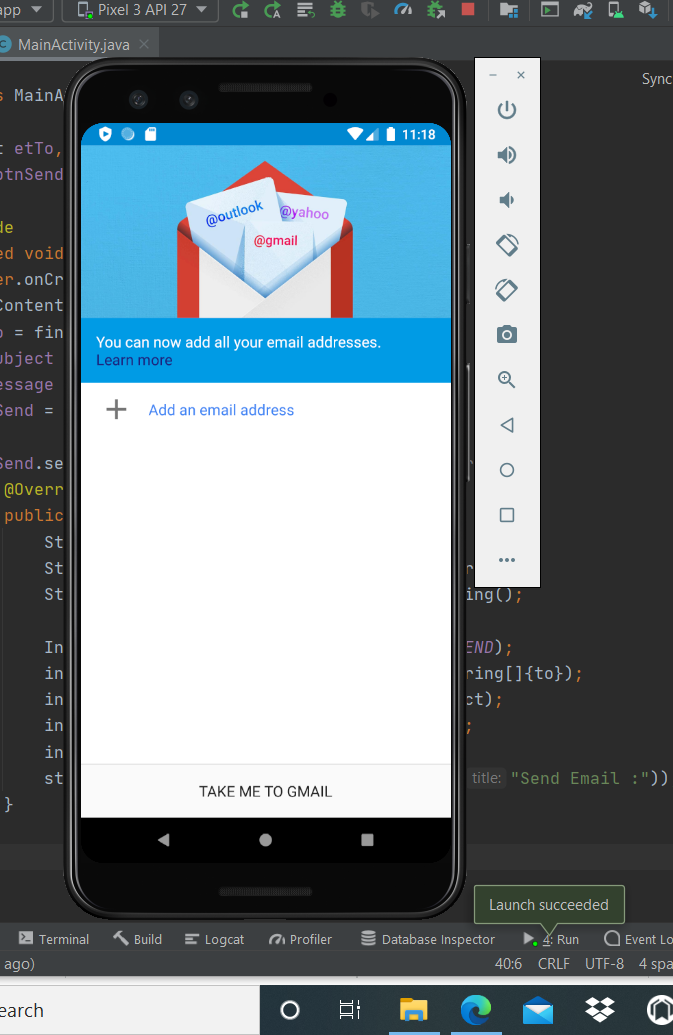 app
Pixel 3 API 27
MainActivity.java
Sync
11:18
@outlook
@yahoo
@gmail
You can now add all your email addresses.
Learn more
Add an email address
TAKE ME TO GMAIL
s MainA
etTo,
btnSend
ed void
er.onCr
Content
= fin
ubject
essage
Send =
Send.se
@Overr
public
St
St
St
ing();
In
END);
in
ring[]{to});
in
ct);
in
;
in
st
title: "Send Email :"))
}
Launch succeeded
Terminal
Build
Logcat
Profiler
Database Inspector
4: Run
Event Lo
ago)
40:6
CRLF
UTF-8
4 spa
earch